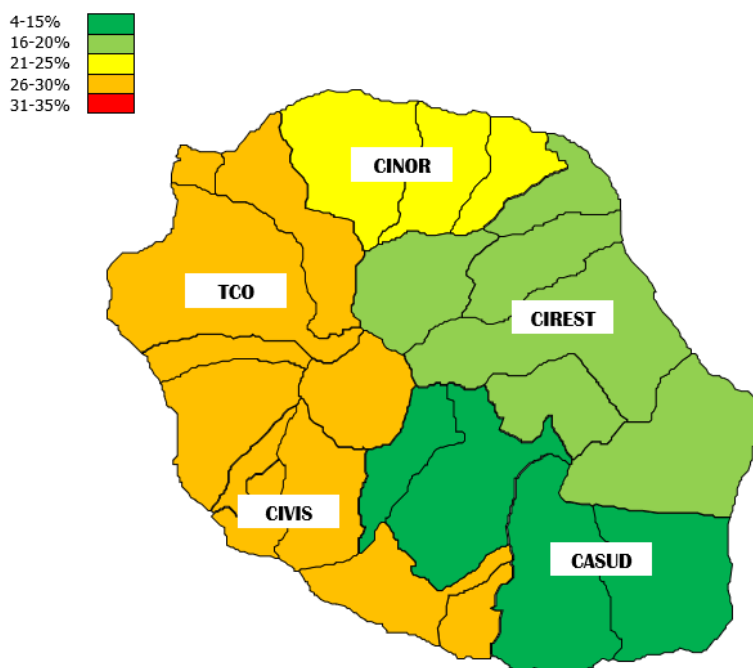 4-15%
16-20%
21-25%
26-30%
31-35%
CINOR
TCO
CIREST
CIVIS
CASUD